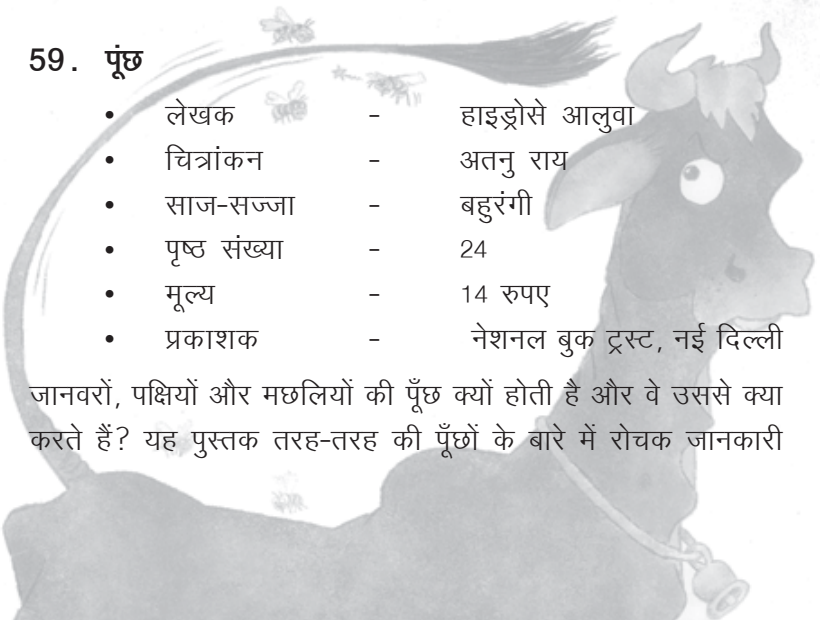 59. पूंछ
• लेखक - हाइड्रोसे आलुवा
• चित्रांकन - अतनु राय
• साज-सज्जा - बहुरंगी
• पृष्ठ संख्या - 24
• मूल्य - 14 रुपए
• प्रकाशक - नेशनल बुक ट्रस्ट, नई दिल्ली
जानवरों, पक्षियों और मछलियों की पूँछ क्यों होती है और वे उससे क्या
करते हैं? यह पुस्तक तरह-तरह की पूँछों के बारे में रोचक जानकारी